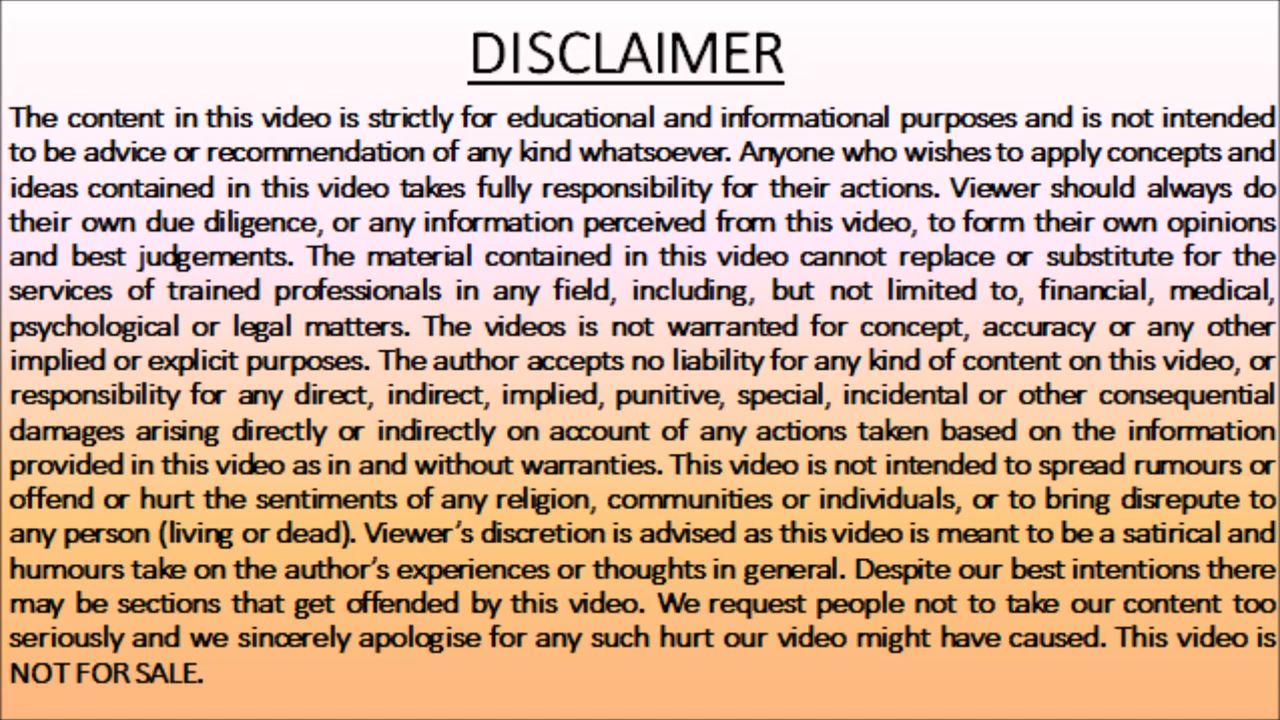 DISCLAIMER
The content in this video is strictly for educational and informational purposes and is not intended
to be advice or recommendation of any kind whatsoever. Anyone who wishes to apply concepts and
ideas contained in this video takes fully responsibility for their actions. Viewer should always do
their own due diligence, or any information perceived from this video, to form their own opinions
and best judgements. The material contained in this video cannot replace or substitute for the
services of trained professionals in any field, including, but not limited to, financial, medical,
psychological or legal matters. The videos is not warranted for concept, accuracy or any other
implied or explicit purposes. The author accepts no liability for any kind of content on this video, or
responsibility for any direct, indirect, implied, punitive, special, incidental or other consequential
damages arising directly or indirectly on account of any actions taken based on the information
provided in this video as in and without warranties. This video is not intended to spread rumours or
offend or hurt the sentiments of any religion, communities or individuals, or to bring disrepute to
any person (living or dead). Viewer’s discretion is advised as this video is meant to be a satirical and
humours take on the author’s experiences or thoughts in general. Despite our best intentions there
may be sections that get offended by this video. We request people not to take our content too
seriously and we sincerely apologise for any such hurt our video might have caused. This video is
NOT FOR SALE.